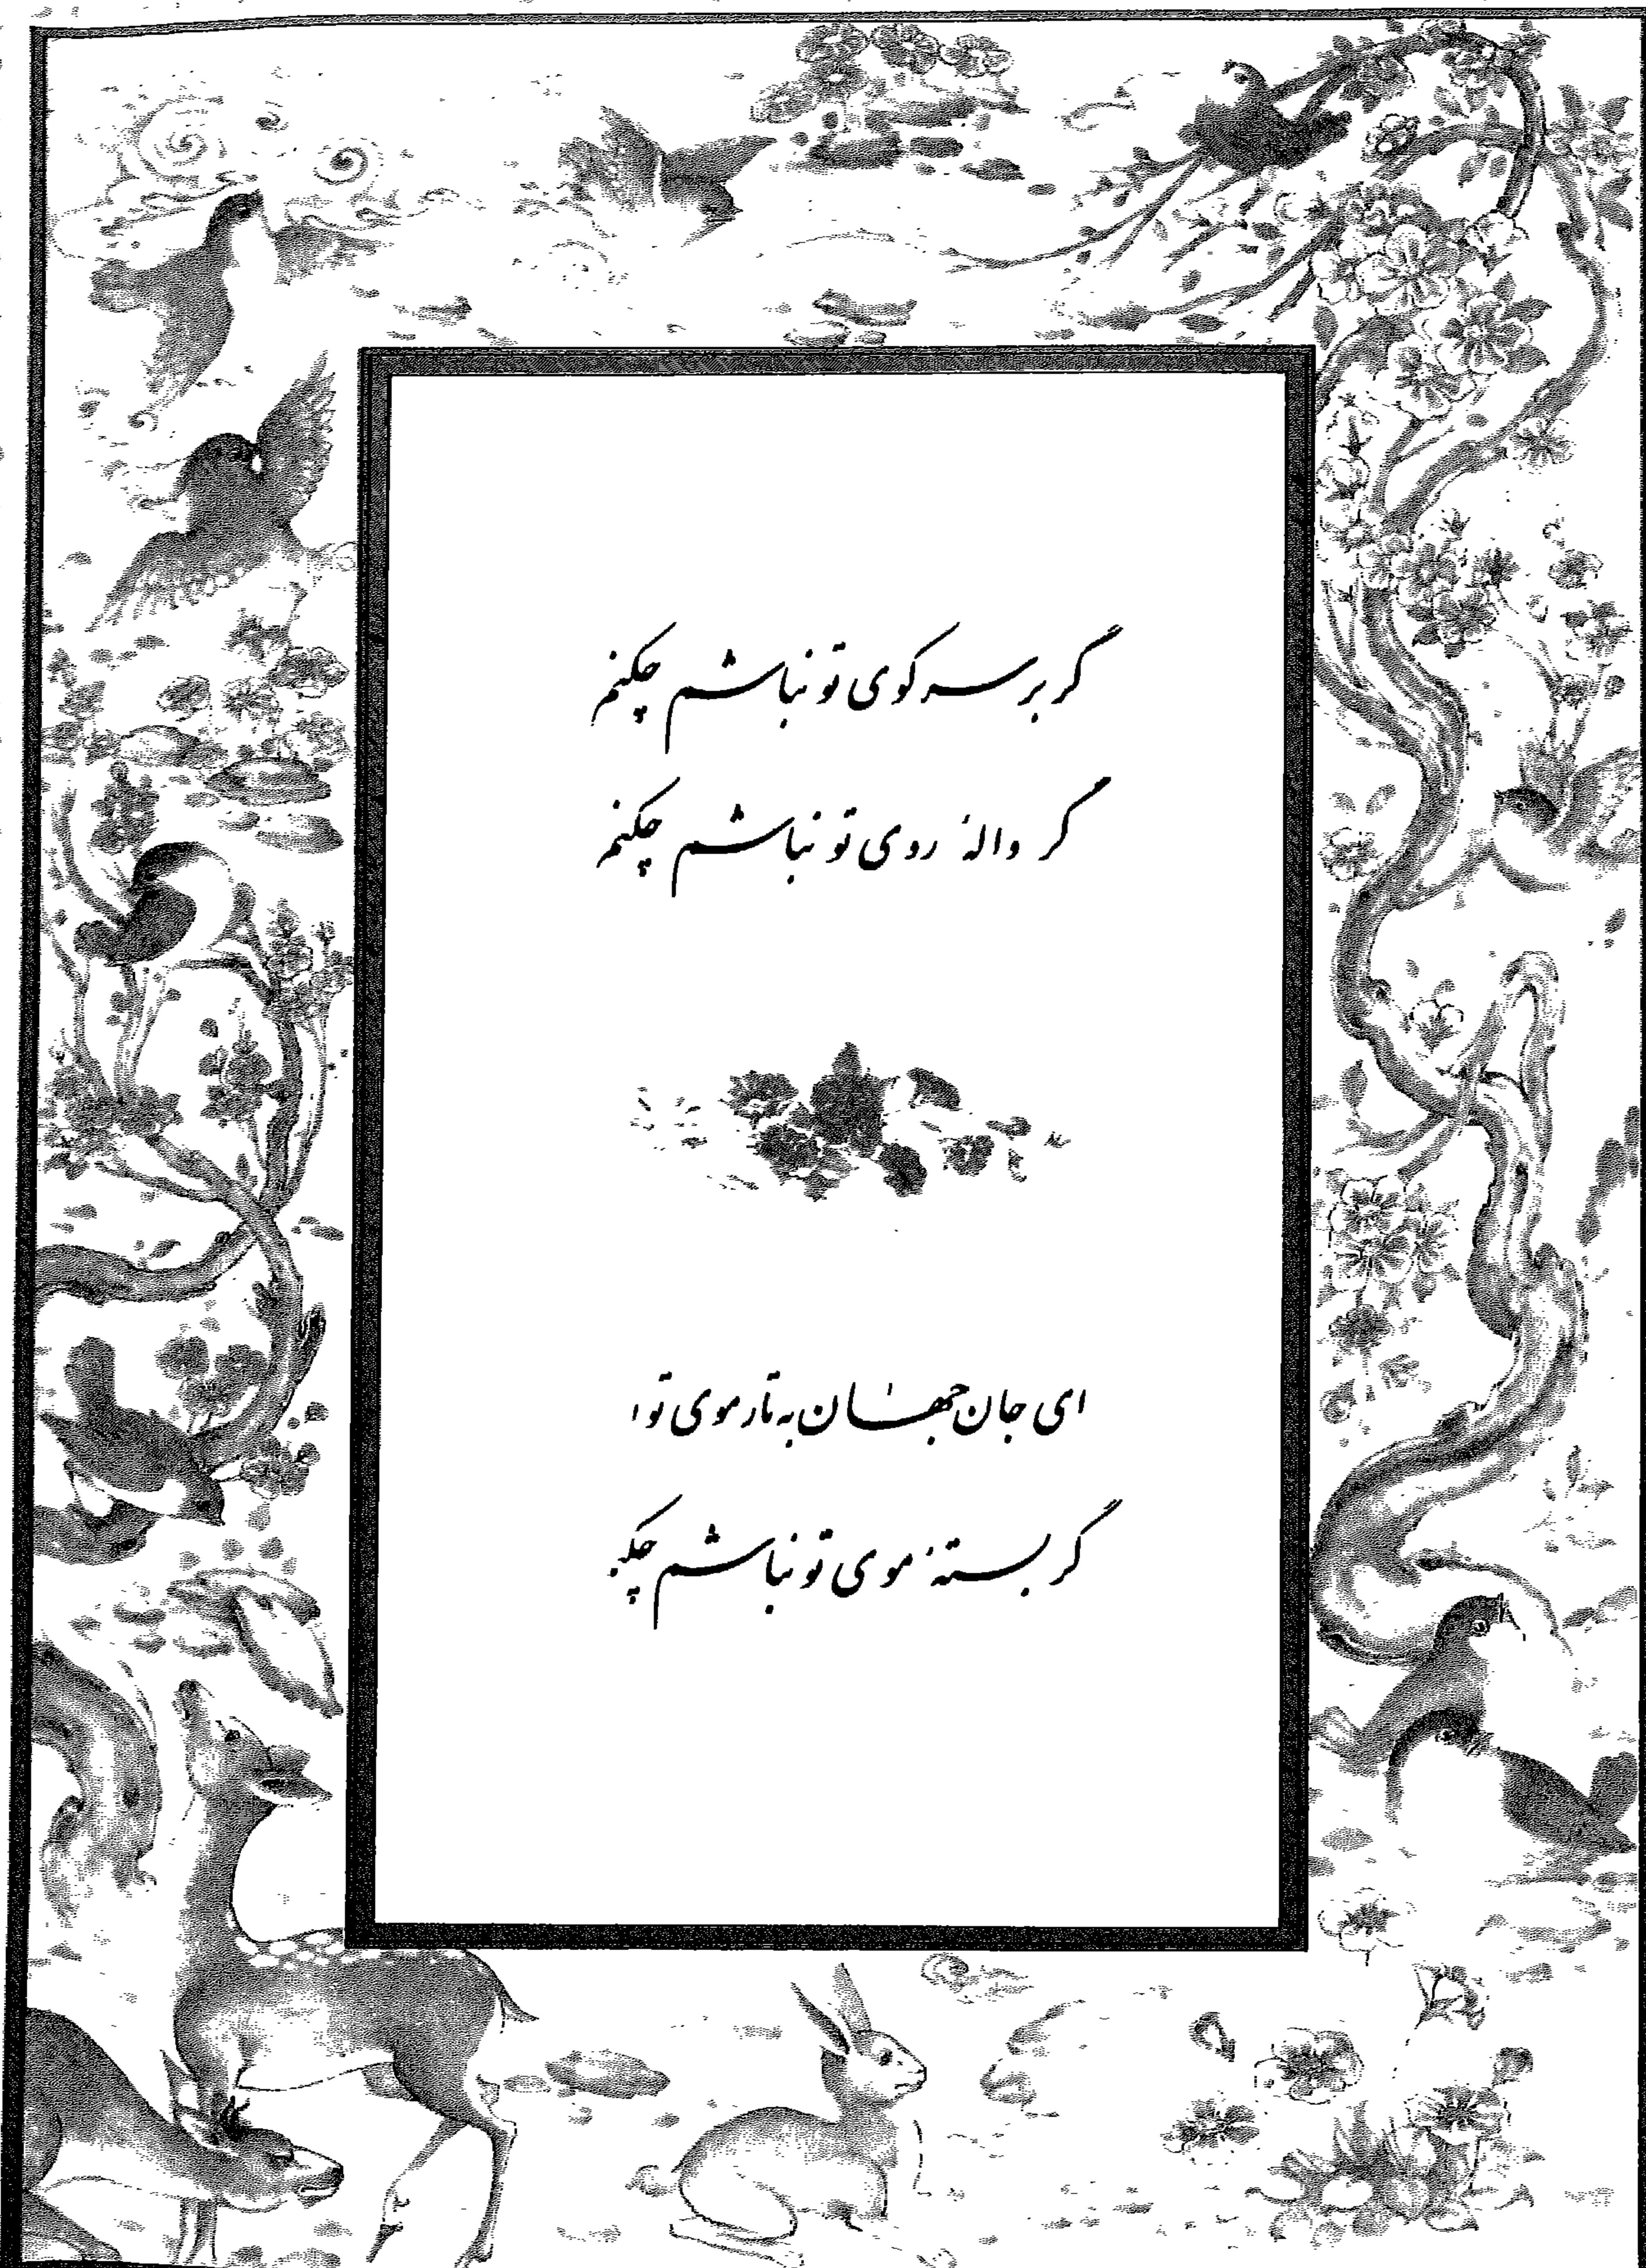 گر بر سر کوی تو نباشم چکنم
گر والهٔ روی تو نباشم چکنم
ای جان جهان به تار موی تو
گر بستهٔ موی تو نباشم